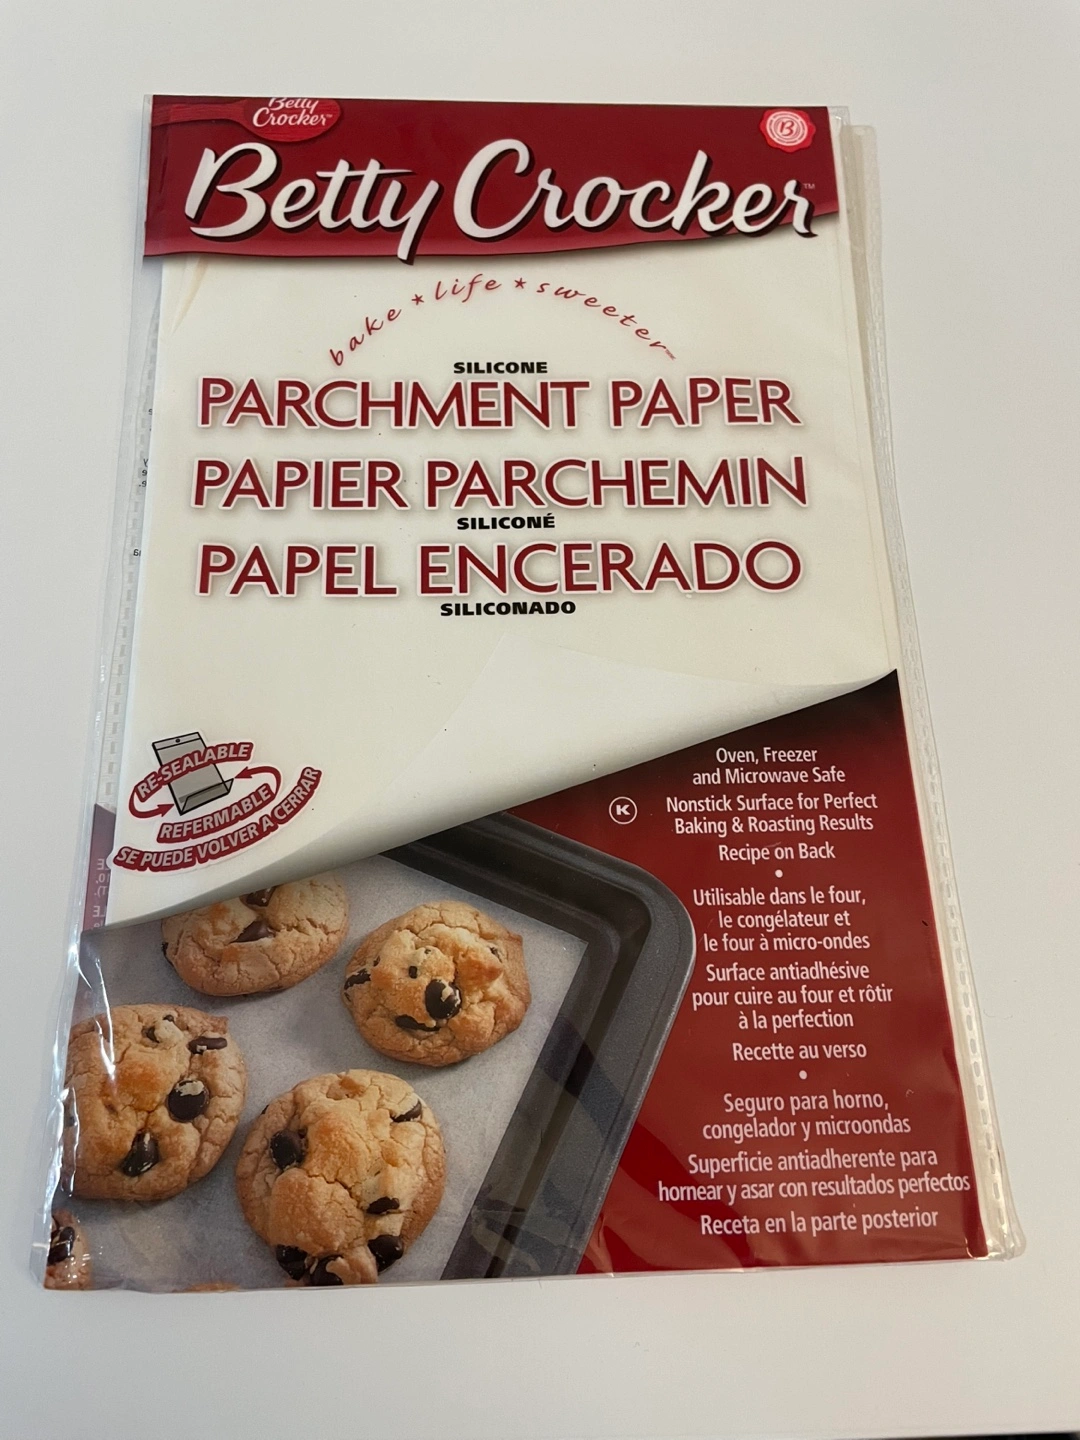 Betty
Crocker™
B
Betty Crocker™
bake * life * sweeter™
SILICONE
PARCHMENT PAPER
PAPIER PARCHEMIN
SILICONÉ
PAPEL ENCERADO
SILICONADO
RE-SEALABLE
REFERMABLE
SE PUEDE VOLVER A CERRAR
Oven, Freezer
and Microwave Safe
K
Nonstick Surface for Perfect
Baking & Roasting Results
Recipe on Back
•
Utilisable dans le four,
le congélateur et
le four à micro-ondes
Surface antiadhésive
pour cuire au four et rôtir
à la perfection
Recette au verso
•
Seguro para horno,
congelador y microondas
Superficie antiadherente para
hornear y asar con resultados perfectos
Receta en la parte posterior